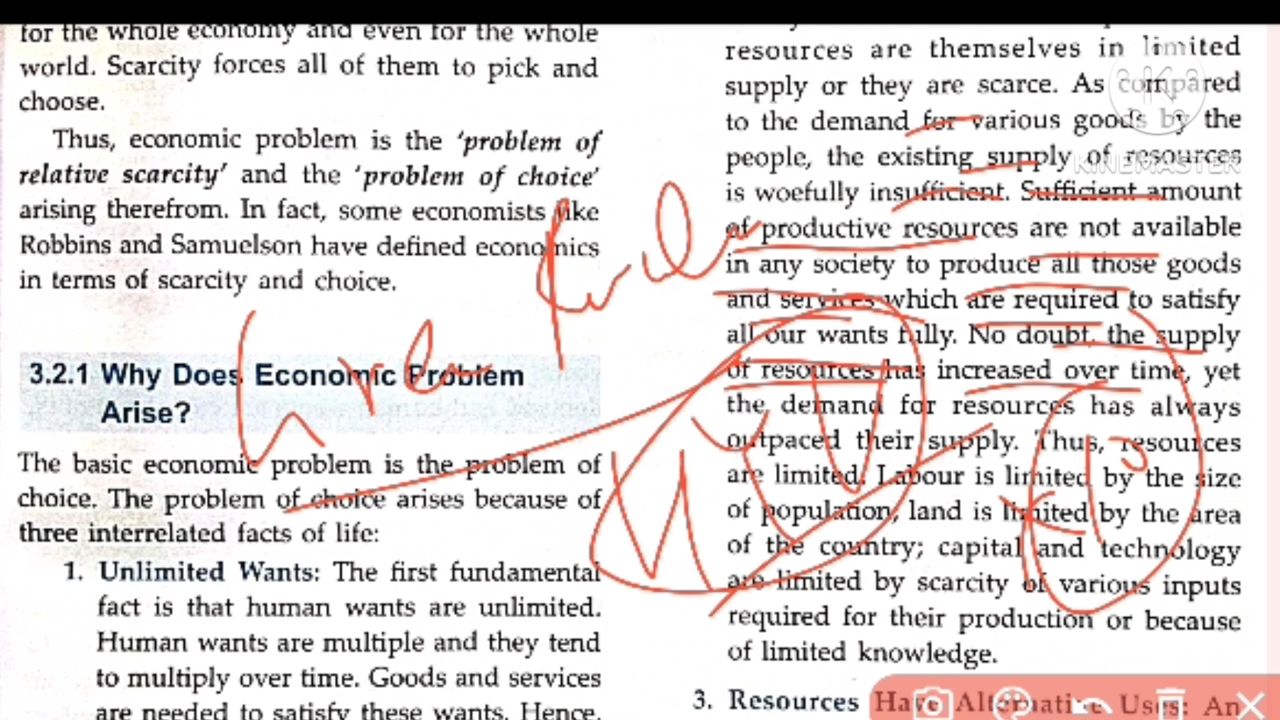 for the whole economy and even for the whole
world. Scarcity forces all of them to pick and
choose.
Thus, economic problem is the 'problem of
relative scarcity' and the 'problem of choice'
arising therefrom. In fact, some economists like
Robbins and Samuelson have defined economics
in terms of scarcity and choice.
3.2.1 Why Does Economic Problem
Arise?
The basic economic problem is the problem of
choice. The problem of choice arises because of
three interrelated facts of life:
1. Unlimited Wants: The first fundamental
fact is that human wants are unlimited.
Human wants are multiple and they tend
to multiply over time. Goods and services
are needed to satisfy these wants. Hence,
resources are themselves in limited
supply or they are scarce. As compared
to the demand for various goods by the
people, the existing supply of resources
is woefully insufficient. Sufficient amount
of productive resources are not available
in any society to produce all those goods
and services which are required to satisfy
all our wants fully. No doubt, the supply
of resources has increased over time, yet
the demand for resources has always
outpaced their supply. Thus, resources
are limited. Labour is limited by the size
of population, land is limited by the area
of the country; capital and technology
are limited by scarcity of various inputs
required for their production or because
of limited knowledge.
3. Resources Have Alternative Uses: An
K
KINEMASTER